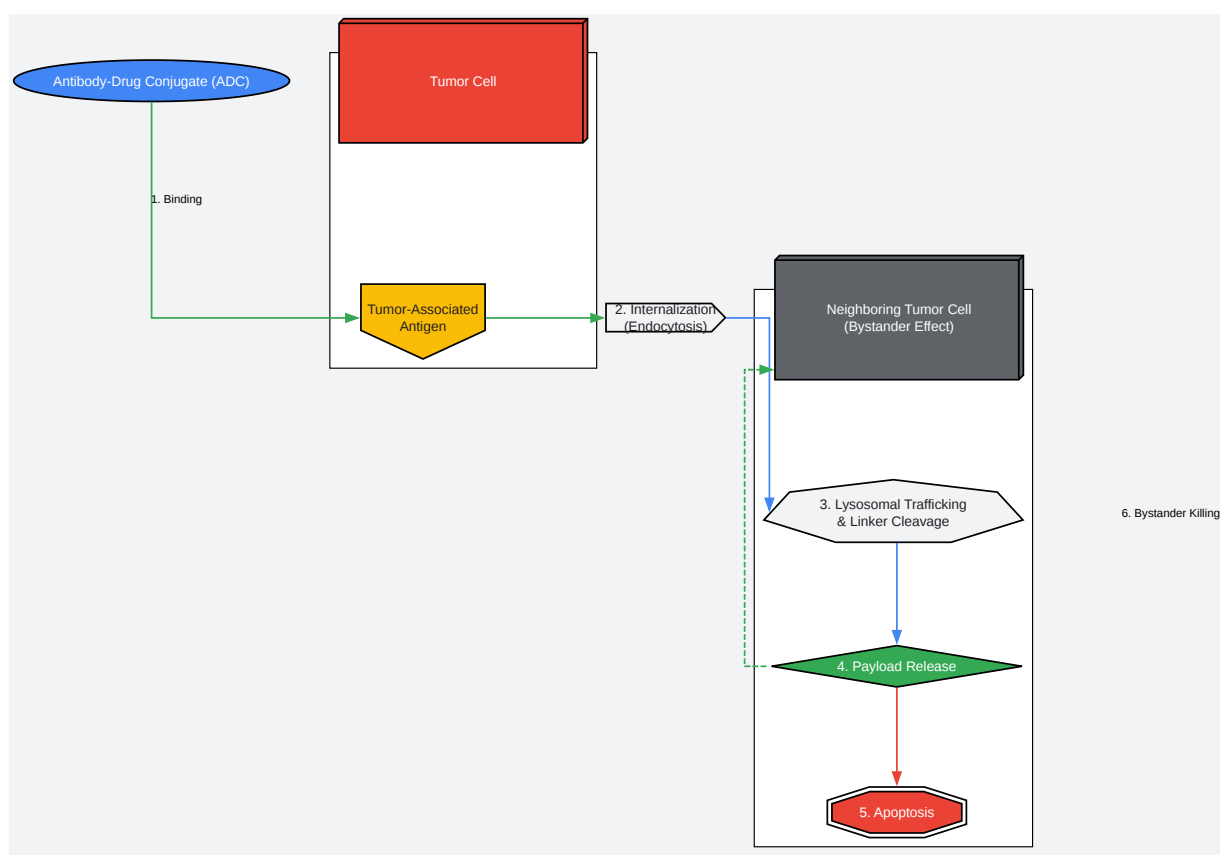 Antibody-Drug Conjugate (ADC)
Tumor Cell
1. Binding
Tumor-Associated
Antigen
2. Internalization
(Endocytosis)
Neighboring Tumor Cell
(Bystander Effect)
3. Lysosomal Trafficking
& Linker Cleavage
6. Bystander Killing
4. Payload Release
5. Apoptosis